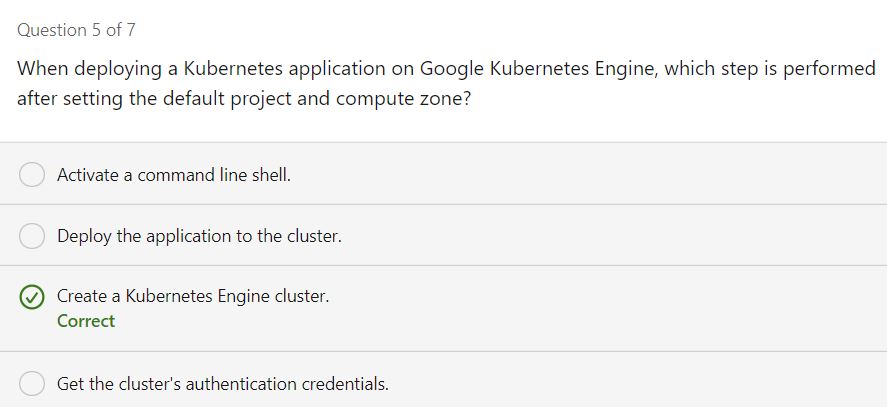 Question 5 of 7
When deploying a Kubernetes application on Google Kubernetes Engine, which step is performed
after setting the default project and compute zone?
Activate a command line shell.
Deploy the application to the cluster.
Create a Kubernetes Engine cluster.
Correct
Get the cluster's authentication credentials.